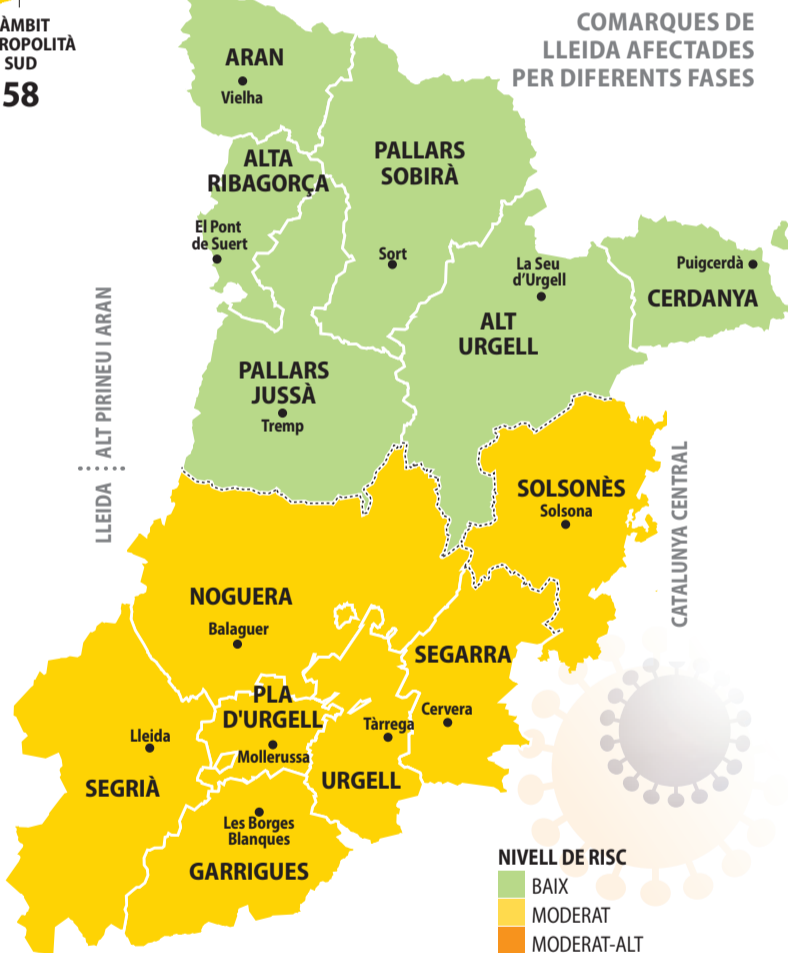 ÀMBIT
ROPOLITÀ
SUD
58
COMARQUES DE
LLEIDA AFECTADES
PER DIFERENTS FASES
ARAN
Vielha
ALTA
RIBAGORÇA
El Pont
de Suert
PALLARS
SOBIRÀ
Sort
La Seu
d'Urgell
ALT
URGELL
Puigcerdà
CERDANYA
PALLARS
JUSSÀ
Tremp
ALT PIRINEU I ARAN
LLEIDA
SOLSONÈS
Solsona
CATALUNYA CENTRAL
NOGUERA
Balaguer
SEGARRA
Cervera
PLA
D'URGELL
Mollerussa
Tàrrega
URGELL
Lleida
SEGRIÀ
Les Borges
Blanques
GARRIGUES
NIVELL DE RISC
BAIX
MODERAT
MODERAT-ALT